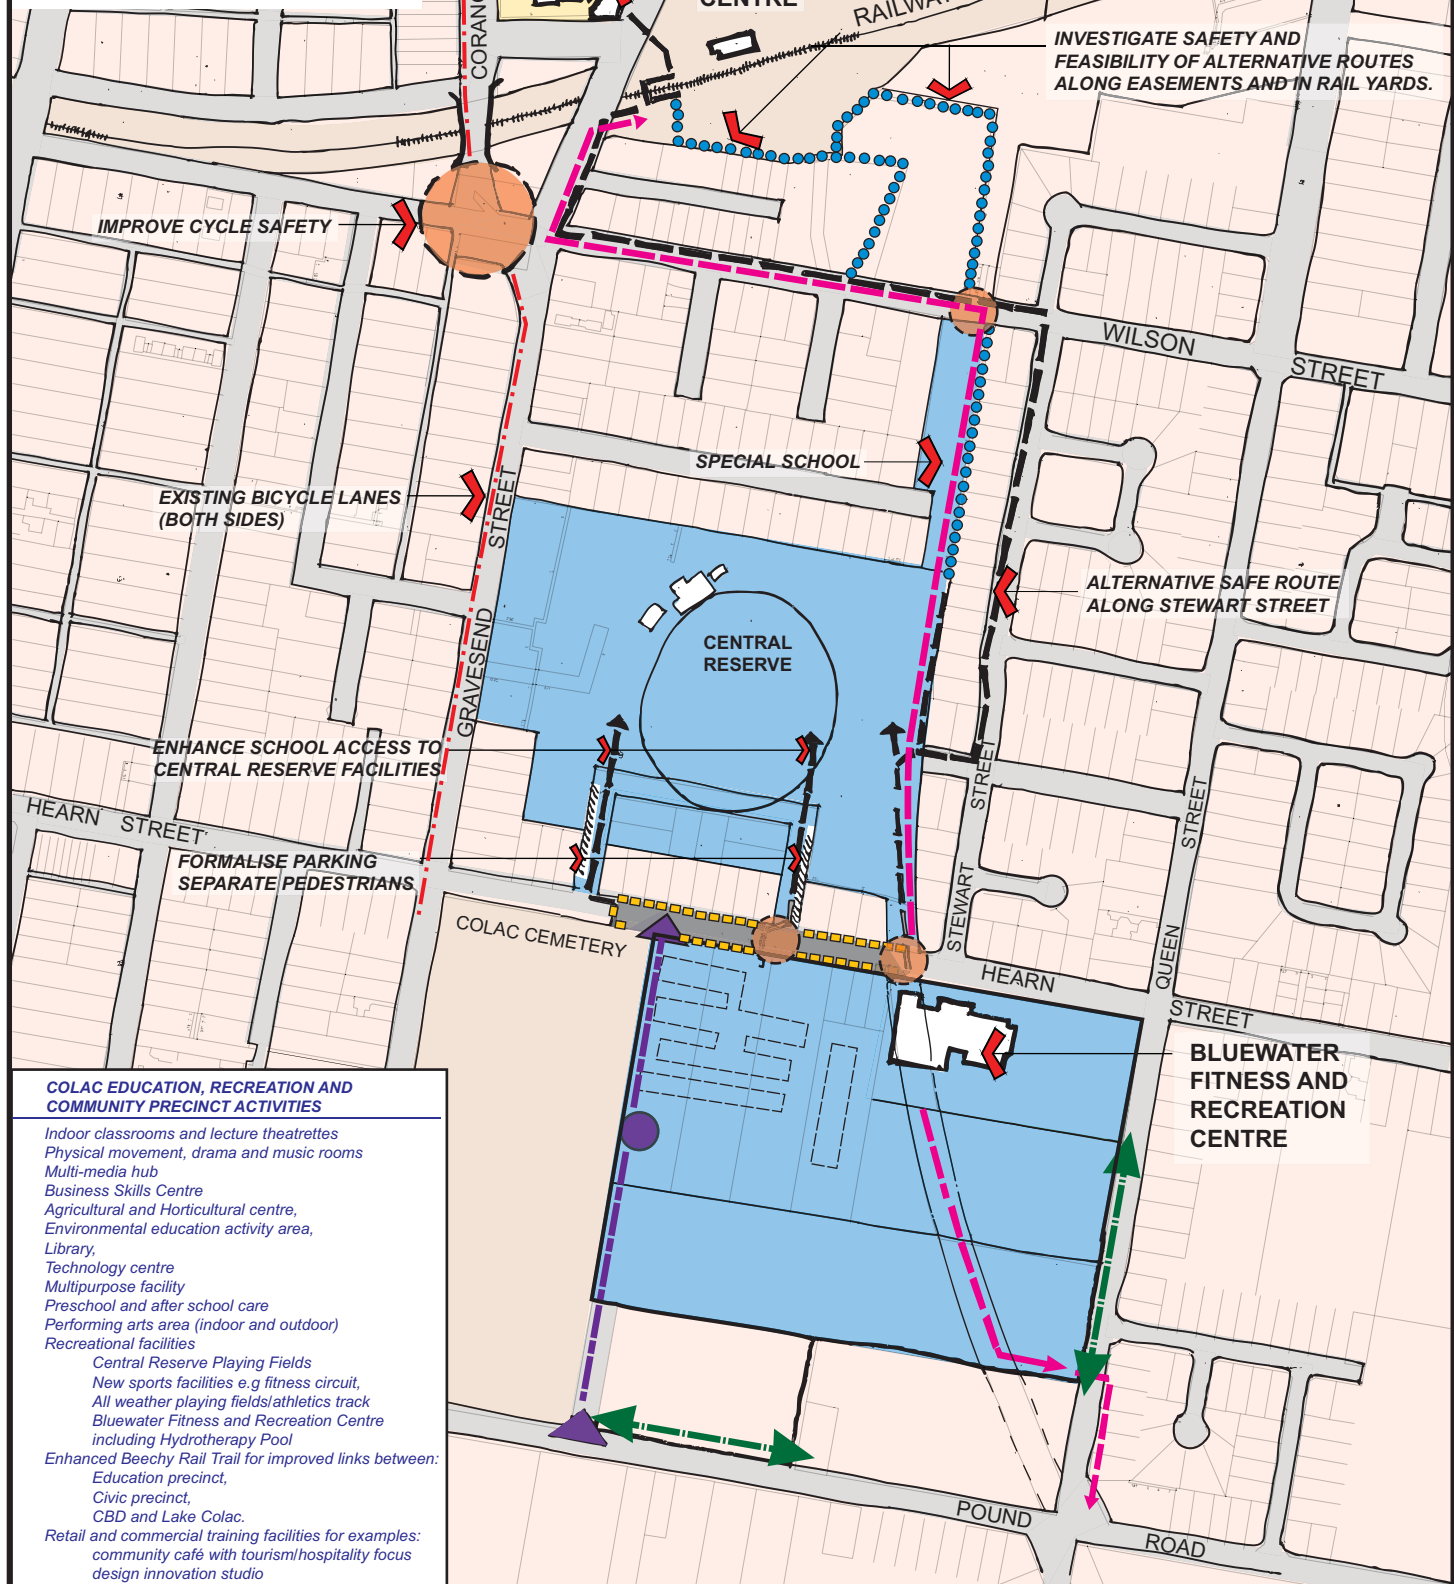 CENTRE
RAILWA
CORANG
INVESTIGATE SAFETY AND
FEASIBILITY OF ALTERNATIVE ROUTES
ALONG EASEMENTS AND IN RAIL YARDS.
IMPROVE CYCLE SAFETY
WILSON
STREET
SPECIAL SCHOOL
EXISTING BICYCLE LANES
(BOTH SIDES)
GRAVESEND
STREET
ALTERNATIVE SAFE ROUTE
ALONG STEWART STREET
CENTRAL
RESERVE
ENHANCE SCHOOL ACCESS TO
CENTRAL RESERVE FACILITIES
HEARN STREET
FORMALISE PARKING
SEPARATE PEDESTRIANS
STEWART
STREET
QUEEN
STREET
COLAC CEMETERY
HEARN
STREET
BLUEWATER
FITNESS AND
RECREATION
CENTRE
COLAC EDUCATION, RECREATION AND
COMMUNITY PRECINCT ACTIVITIES
Indoor classrooms and lecture theatrettes
Physical movement, drama and music rooms
Multi-media hub
Business Skills Centre
Agricultural and Horticultural centre,
Environmental education activity area,
Library,
Technology centre
Multipurpose facility
Preschool and after school care
Performing arts area (indoor and outdoor)
Recreational facilities
Central Reserve Playing Fields
New sports facilities e.g fitness circuit,
All weather playing fields/athletics track
Bluewater Fitness and Recreation Centre
including Hydrotherapy Pool
Enhanced Beechy Rail Trail for improved links between:
Education precinct,
Civic precinct,
CBD and Lake Colac.
Retail and commercial training facilities for examples:
community café with tourism/hospitality focus
design innovation studio
POUND
ROAD